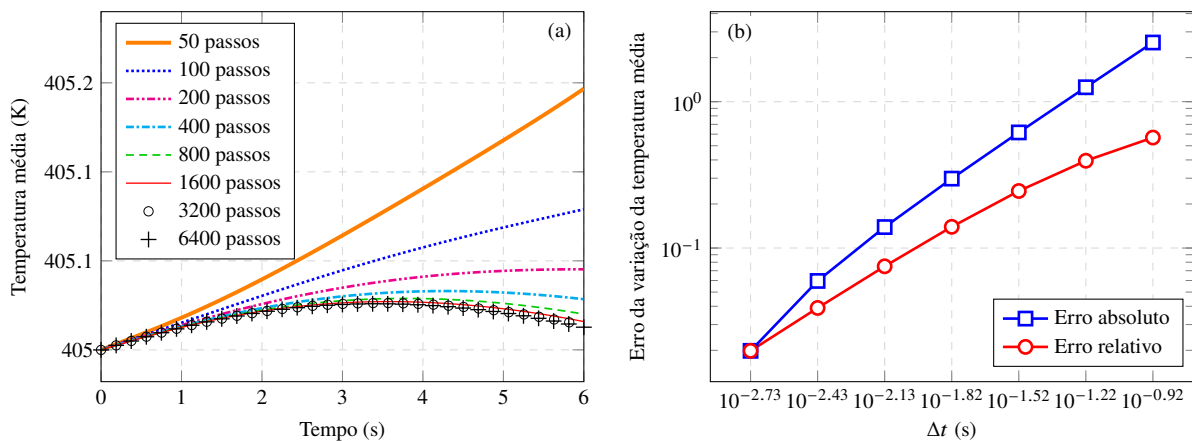 (a)
Temperatura média (K)
405.2
405.1
405.1
405
50 passos
100 passos
200 passos
400 passos
800 passos
1600 passos
3200 passos
6400 passos
0 1 2 3 4 5 6
Tempo (s)
(b)
Erro da variação da temperatura média
10^0
10^−1
Erro absoluto
Erro relativo
10^−2.73 10^−2.43 10^−2.13 10^−1.82 10^−1.52 10^−1.22 10^−0.92
Δt (s)